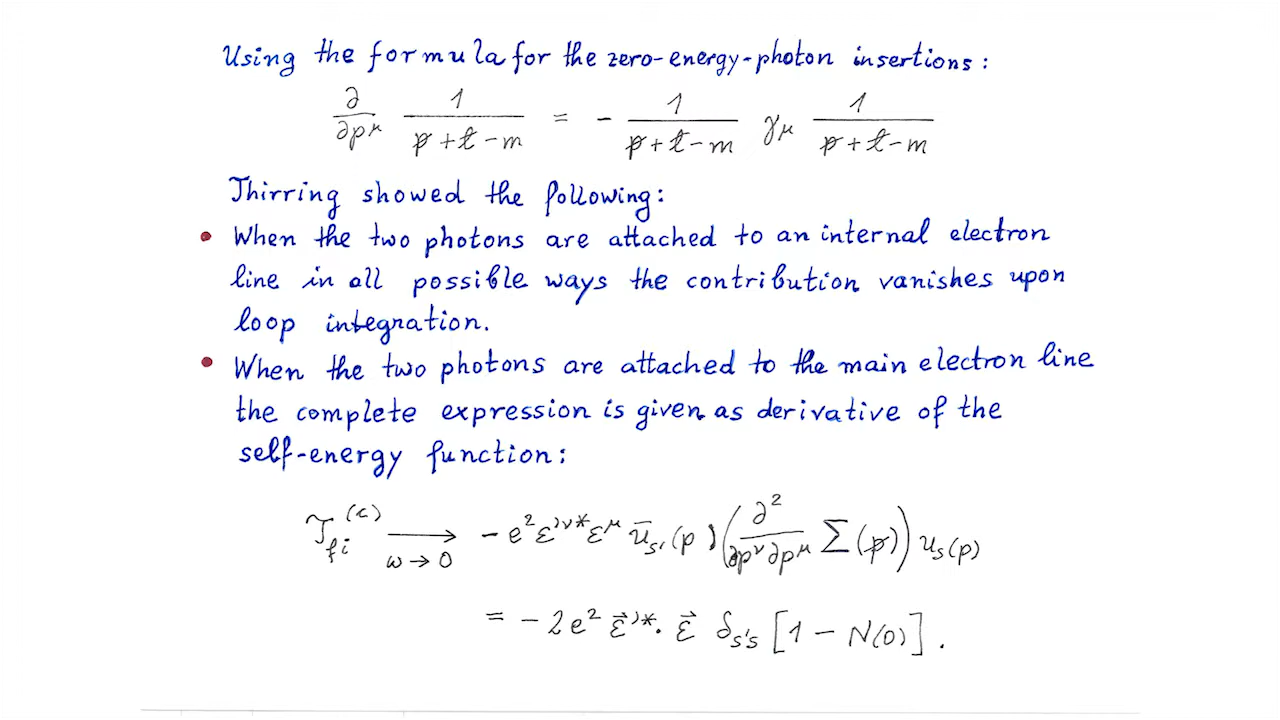 Using the formula for the zero-energy-photon insertions:
∂/∂p^μ 1/(p̸ + ℓ̸ - m) = - 1/(p̸ + ℓ̸ - m) γ_μ 1/(p̸ + ℓ̸ - m)
Thirring showed the following:
• When the two photons are attached to an internal electron
line in all possible ways the contribution vanishes upon
loop integration.
• When the two photons are attached to the main electron line
the complete expression is given as derivative of the
self-energy function:
T_fi^(c) →_{ω→0} - e² ε'^ν* ε^μ ū_s'(p) (∂²/∂p^ν ∂p^μ Σ(p̸)) u_s(p)
= - 2e² ε⃗'* · ε⃗ δ_s's [1 - N(0)] .